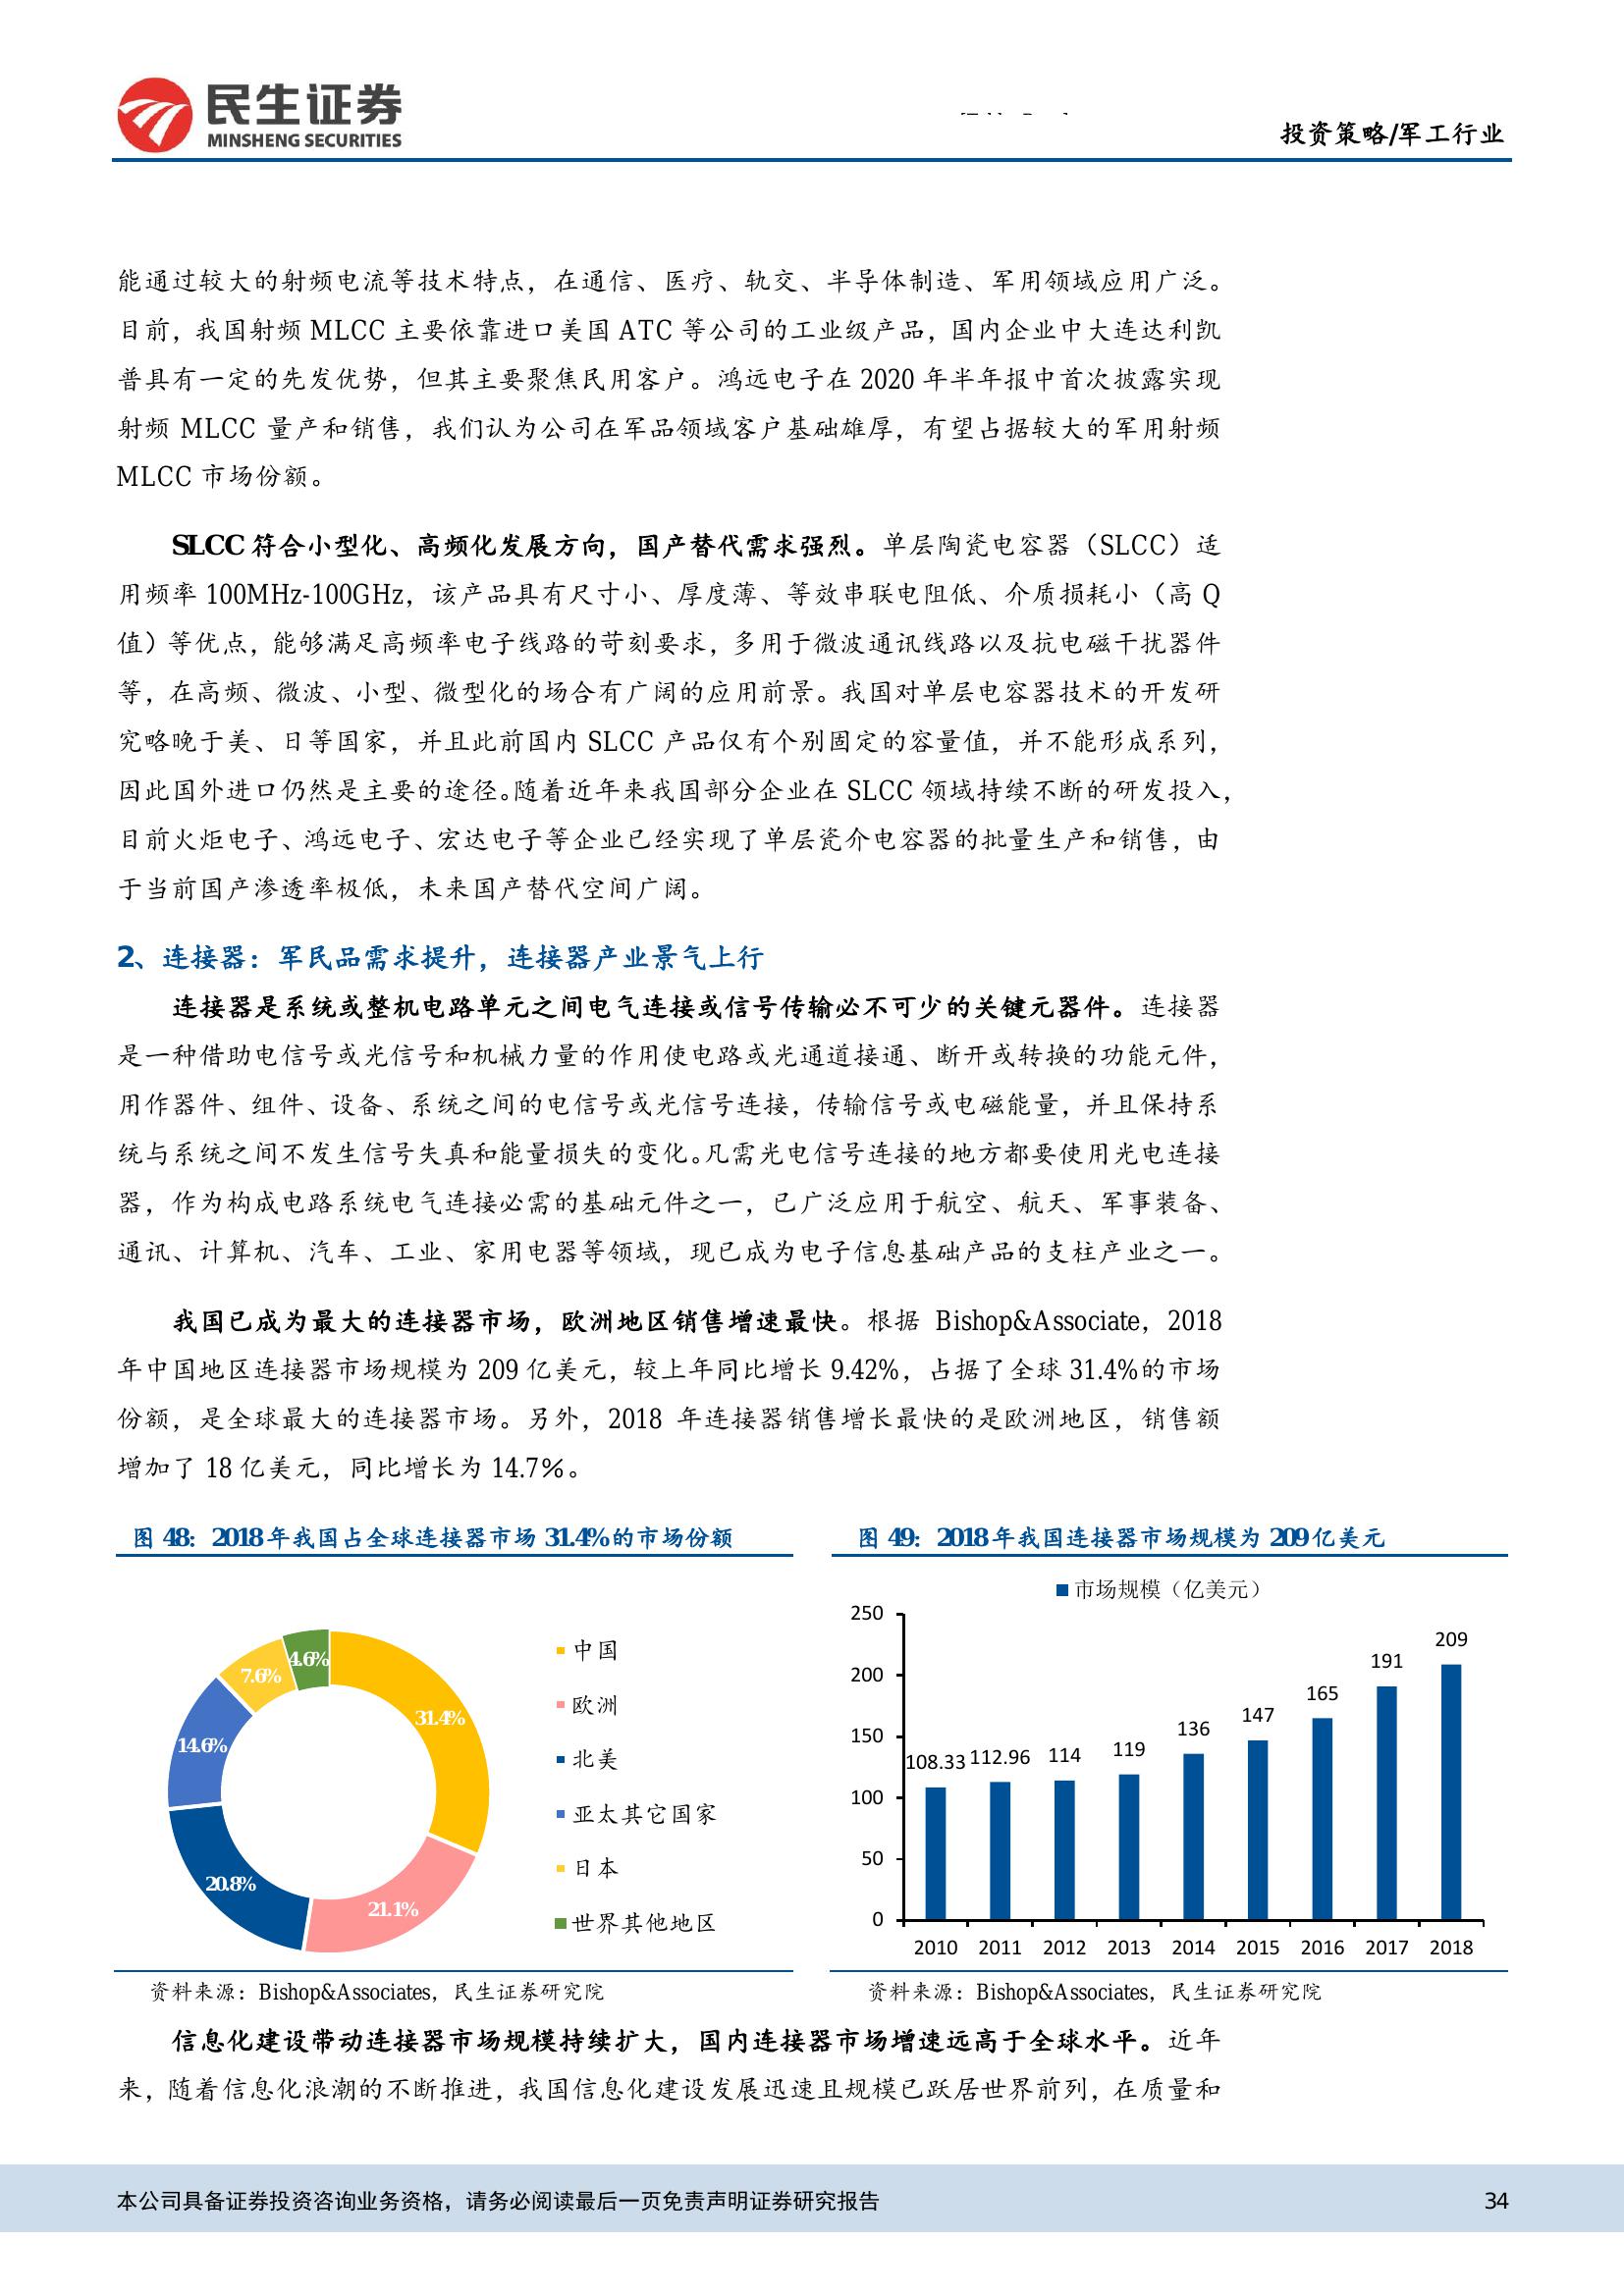 民生证券
MINSHENG SECURITIES
投资策略/军工行业
能通过较大的射频电流等技术特点，在通信、医疗、轨交、半导体制造、军用领域应用广泛。
目前，我国射频 MLCC 主要依靠进口美国 ATC 等公司的工业级产品，国内企业中大连达利凯
普具有一定的先发优势，但其主要聚焦民用客户。鸿远电子在 2020 年半年报中首次披露实现
射频 MLCC 量产和销售，我们认为公司在军品领域客户基础雄厚，有望占据较大的军用射频
MLCC 市场份额。
SLCC 符合小型化、高频化发展方向，国产替代需求强烈。单层陶瓷电容器（SLCC）适
用频率 100MHz-100GHz，该产品具有尺寸小、厚度薄、等效串联电阻低、介质损耗小（高 Q
值）等优点，能够满足高频率电子线路的苛刻要求，多用于微波通讯线路以及抗电磁干扰器件
等，在高频、微波、小型、微型化的场合有广阔的应用前景。我国对单层电容器技术的开发研
究略晚于美、日等国家，并且此前国内 SLCC 产品仅有个别固定的容量值，并不能形成系列，
因此国外进口仍然是主要的途径。随着近年来我国部分企业在 SLCC 领域持续不断的研发投入，
目前火炬电子、鸿远电子、宏达电子等企业已经实现了单层瓷介电容器的批量生产和销售，由
于当前国产渗透率极低，未来国产替代空间广阔。
2、连接器：军民品需求提升，连接器产业景气上行
连接器是系统或整机电路单元之间电气连接或信号传输必不可少的关键元器件。连接器
是一种借助电信号或光信号和机械力量的作用使电路或光通道接通、断开或转换的功能元件，
用作器件、组件、设备、系统之间的电信号或光信号连接，传输信号或电磁能量，并且保持系
统与系统之间不发生信号失真和能量损失的变化。凡需光电信号连接的地方都要使用光电连接
器，作为构成电路系统电气连接必需的基础元件之一，已广泛应用于航空、航天、军事装备、
通讯、计算机、汽车、工业、家用电器等领域，现已成为电子信息基础产品的支柱产业之一。
我国已成为最大的连接器市场，欧洲地区销售增速最快。根据 Bishop&Associate，2018
年中国地区连接器市场规模为 209 亿美元，较上年同比增长 9.42%，占据了全球 31.4%的市场
份额，是全球最大的连接器市场。另外，2018 年连接器销售增长最快的是欧洲地区，销售额
增加了 18 亿美元，同比增长为 14.7%。
图 48：2018 年我国占全球连接器市场 31.4%的市场份额
4.6%
7.6%
31.4%
14.6%
20.8%
21.1%
中国
欧洲
北美
亚太其它国家
日本
世界其他地区
资料来源：Bishop&Associates，民生证券研究院
图 49：2018 年我国连接器市场规模为 209 亿美元
市场规模（亿美元）
250
200
150
100
50
0
108.33 112.96 114 119 136 147 165 191 209
2010 2011 2012 2013 2014 2015 2016 2017 2018
资料来源：Bishop&Associates，民生证券研究院
信息化建设带动连接器市场规模持续扩大，国内连接器市场增速远高于全球水平。近年
来，随着信息化浪潮的不断推进，我国信息化建设发展迅速且规模已跃居世界前列，在质量和
本公司具备证券投资咨询业务资格，请务必阅读最后一页免责声明证券研究报告
34